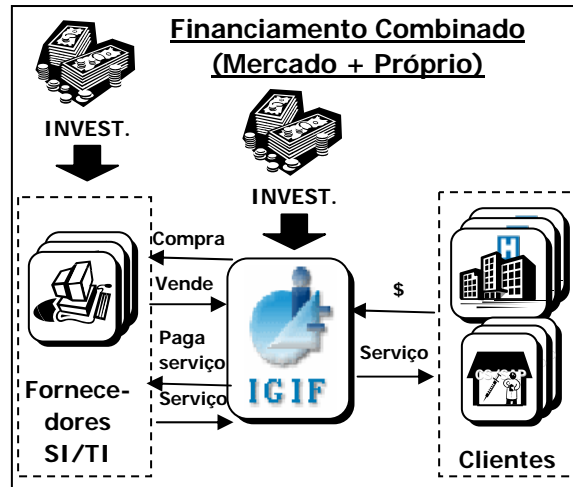 Financiamento Combinado
(Mercado + Próprio)
INVEST.
INVEST.
Compra
Vende
Paga
serviço
Serviço
IGIF
$
Serviço
H
Fornece-
dores
SI/TI
Clientes